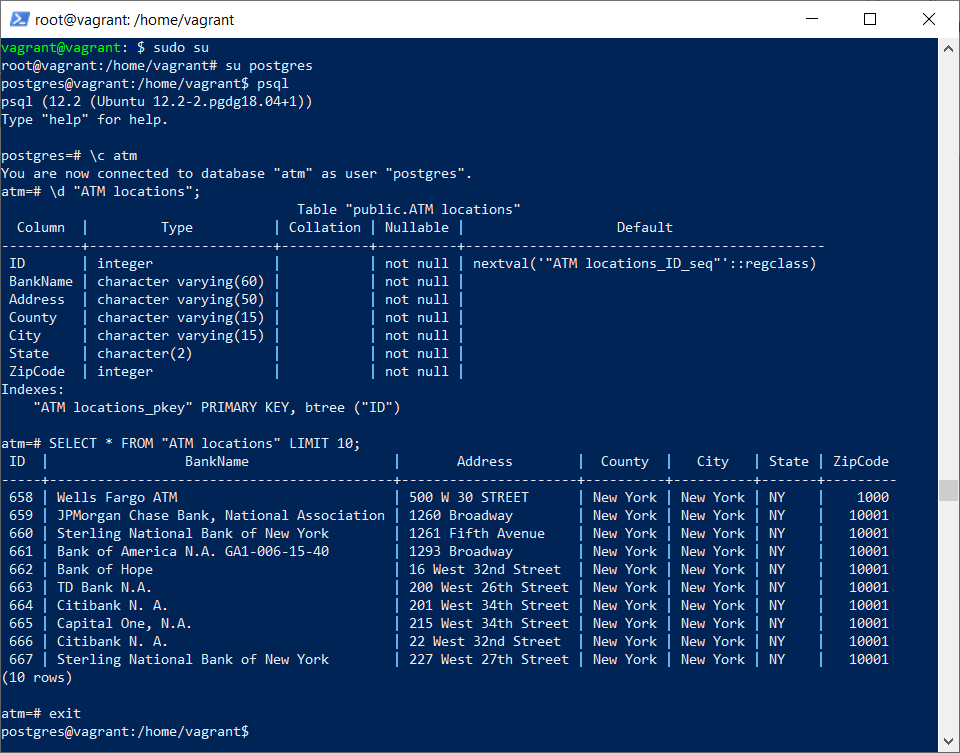 root@vagrant: /home/vagrant
vagrant@vagrant: $ sudo su
root@vagrant:/home/vagrant# su postgres
postgres@vagrant:/home/vagrant$ psql
psql (12.2 (Ubuntu 12.2-2.pgdg18.04+1))
Type "help" for help.
postgres=# \c atm
You are now connected to database "atm" as user "postgres".
atm=# \d "ATM locations";
                                     Table "public.ATM locations"
  Column  |         Type          | Collation | Nullable |                   Default
----------+-----------------------+-----------+----------+---------------------------------------------
 ID       | integer               |           | not null | nextval('"ATM locations_ID_seq"'::regclass)
 BankName | character varying(60) |           | not null |
 Address  | character varying(50) |           | not null |
 County   | character varying(15) |           | not null |
 City     | character varying(15) |           | not null |
 State    | character(2)          |           | not null |
 ZipCode  | integer               |           | not null |
Indexes:
    "ATM locations_pkey" PRIMARY KEY, btree ("ID")
atm=# SELECT * FROM "ATM locations" LIMIT 10;
 ID  |                 BankName                  |       Address        |  County  |   City   | State | ZipCode
-----+-------------------------------------------+----------------------+----------+----------+-------+---------
 658 | Wells Fargo ATM                           | 500 W 30 STREET      | New York | New York | NY    |    1000
 659 | JPMorgan Chase Bank, National Association | 1260 Broadway        | New York | New York | NY    |   10001
 660 | Sterling National Bank of New York        | 1261 Fifth Avenue    | New York | New York | NY    |   10001
 661 | Bank of America N.A. GA1-006-15-40        | 1293 Broadway        | New York | New York | NY    |   10001
 662 | Bank of Hope                              | 16 West 32nd Street  | New York | New York | NY    |   10001
 663 | TD Bank N.A.                              | 200 West 26th Street | New York | New York | NY    |   10001
 664 | Citibank N. A.                            | 201 West 34th Street | New York | New York | NY    |   10001
 665 | Capital One, N.A.                         | 215 West 34th Street | New York | New York | NY    |   10001
 666 | Citibank N. A.                            | 22 West 32nd Street  | New York | New York | NY    |   10001
 667 | Sterling National Bank of New York        | 227 West 27th Street | New York | New York | NY    |   10001
(10 rows)
atm=# exit
postgres@vagrant:/home/vagrant$